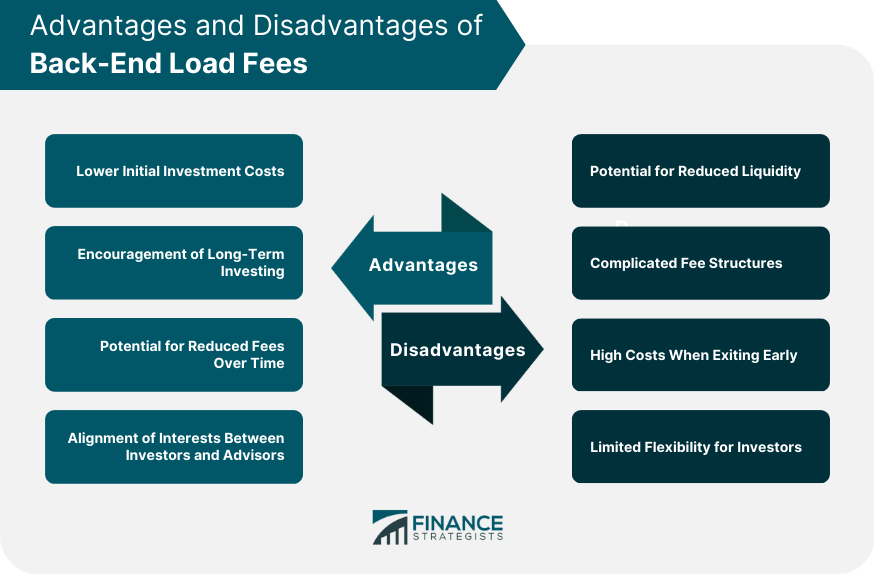 Advantages and Disadvantages of
Back-End Load Fees
Lower Initial Investment Costs
Encouragement of Long-Term
Investing
Potential for Reduced Fees
Over Time
Alignment of Interests Between
Investors and Advisors
Advantages
Disadvantages
Potential for Reduced Liquidity
Complicated Fee Structures
High Costs When Exiting Early
Limited Flexibility for Investors
FINANCE
STRATEGISTS